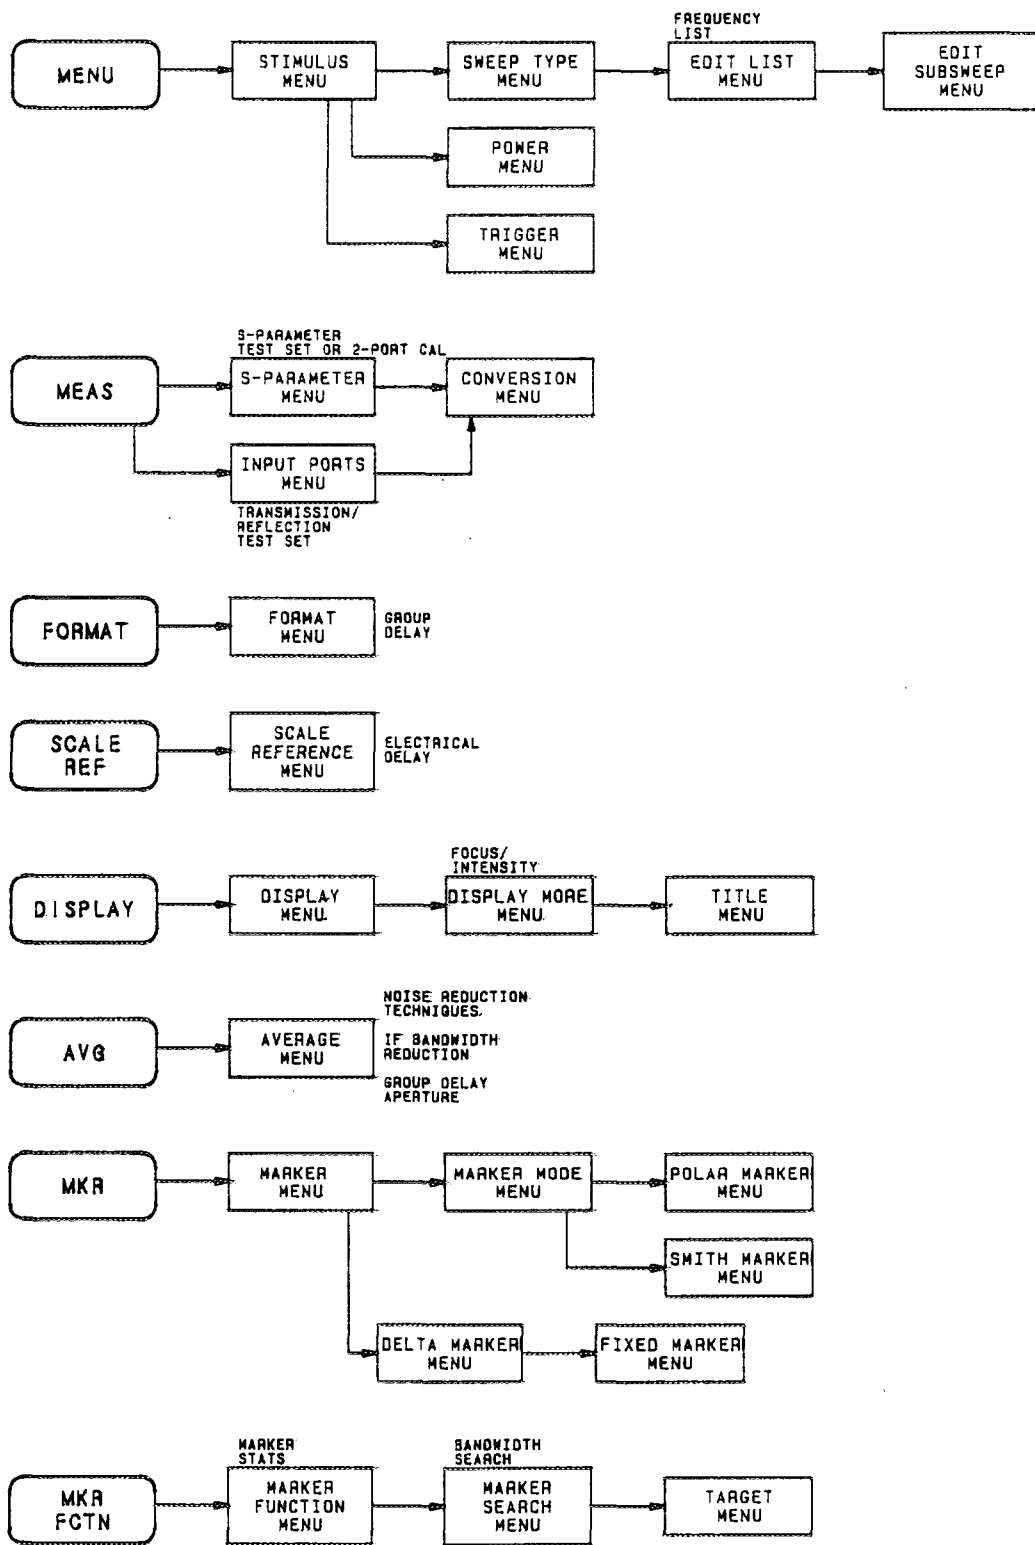 MENU
STIMULUS
MENU
SWEEP TYPE
MENU
FREQUENCY
LIST
EDIT LIST
MENU
EDIT
SUBSWEEP
MENU
POWER
MENU
TRIGGER
MENU
MEAS
S-PARAMETER
TEST SET OR 2-PORT CAL
S-PARAMETER
MENU
CONVERSION
MENU
INPUT PORTS
MENU
TRANSMISSION/
REFLECTION
TEST SET
FORMAT
FORMAT
MENU
GROUP
DELAY
SCALE
REF
SCALE
REFERENCE
MENU
ELECTRICAL
DELAY
DISPLAY
DISPLAY
MENU
FOCUS/
INTENSITY
DISPLAY MORE
MENU
TITLE
MENU
AVG
AVERAGE
MENU
NOISE REDUCTION
TECHNIQUES
IF BANDWIDTH
REDUCTION
GROUP DELAY
APERTURE
MKR
MARKER
MENU
MARKER MODE
MENU
POLAR MARKER
MENU
SMITH MARKER
MENU
DELTA MARKER
MENU
FIXED MARKER
MENU
MKR
FCTN
MARKER
STATS
MARKER
FUNCTION
MENU
BANDWIDTH
SEARCH
MARKER
SEARCH
MENU
TARGET
MENU